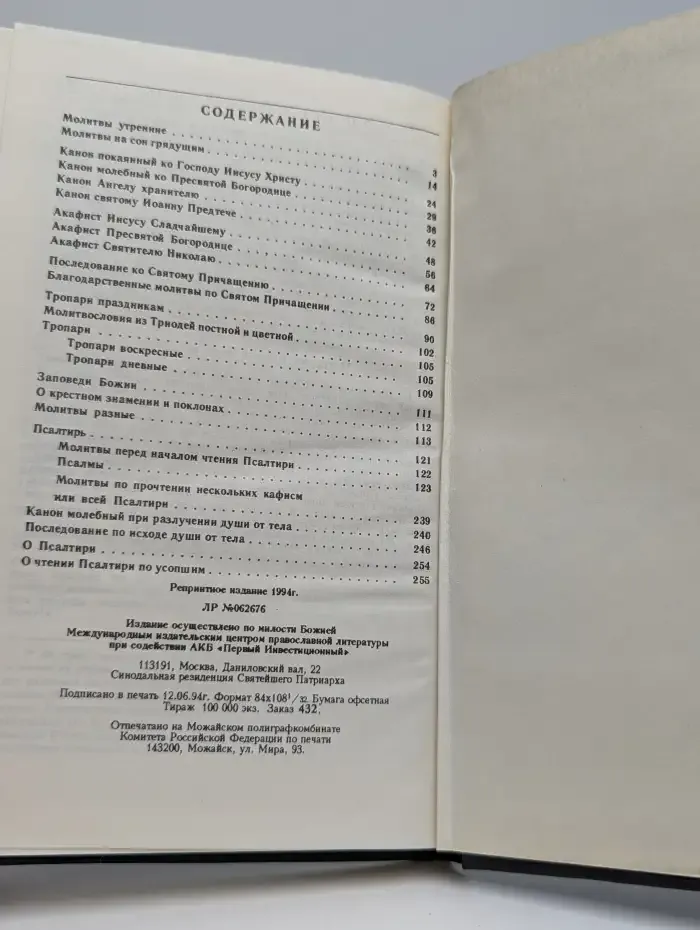 СОДЕРЖАНИЕ
Молитвы утренние . . . 3
Молитвы на сон грядущим . . . 14
Канон покаянный ко Господу Иисусу Христу . . . 24
Канон молебный ко Пресвятой Богородице . . . 29
Канон Ангелу хранителю . . . 36
Канон святому Иоанну Предтече . . . 42
Акафист Иисусу Сладчайшему . . . 48
Акафист Пресвятой Богородице . . . 56
Акафист Святителю Николаю . . . 64
Последование ко Святому Причащению . . . 72
Благодарственные молитвы по Святом Причащении . . . 86
Тропари праздникам . . . 90
Молитвословия из Триодей постной и цветной . . . 102
Тропари . . . 105
Тропари воскресные . . . 105
Тропари дневные . . . 109
Заповеди Божии . . . 111
О крестном знамении и поклонах . . . 112
Молитвы разные . . . 113
Псалтирь . . . 121
Молитвы перед началом чтения Псалтири . . . 122
Псалмы . . . 123
Молитвы по прочтении нескольких кафисм
или всей Псалтири . . . 239
Канон молебный при разлучении души от тела . . . 240
Последование по исходе души от тела . . . 246
О Псалтири . . . 254
О чтении Псалтири по усопшим . . . 255
Репринтное издание 1994г.
ЛР №062676
Издание осуществлено по милости Божией
Международным издательским центром православной литературы
при содействии АКБ «Первый Инвестиционный»
113191, Москва, Даниловский вал, 22
Синодальная резиденция Святейшего Патриарха
Подписано в печать 12.06.94г. Формат 84х108¹/32 Бумага офсетная
Тираж 100 000 экз. Заказ 432.
Отпечатано на Можайском полиграфкомбинате
Комитета Российской Федерации по печати
143200, Можайск, ул. Мира, 93.